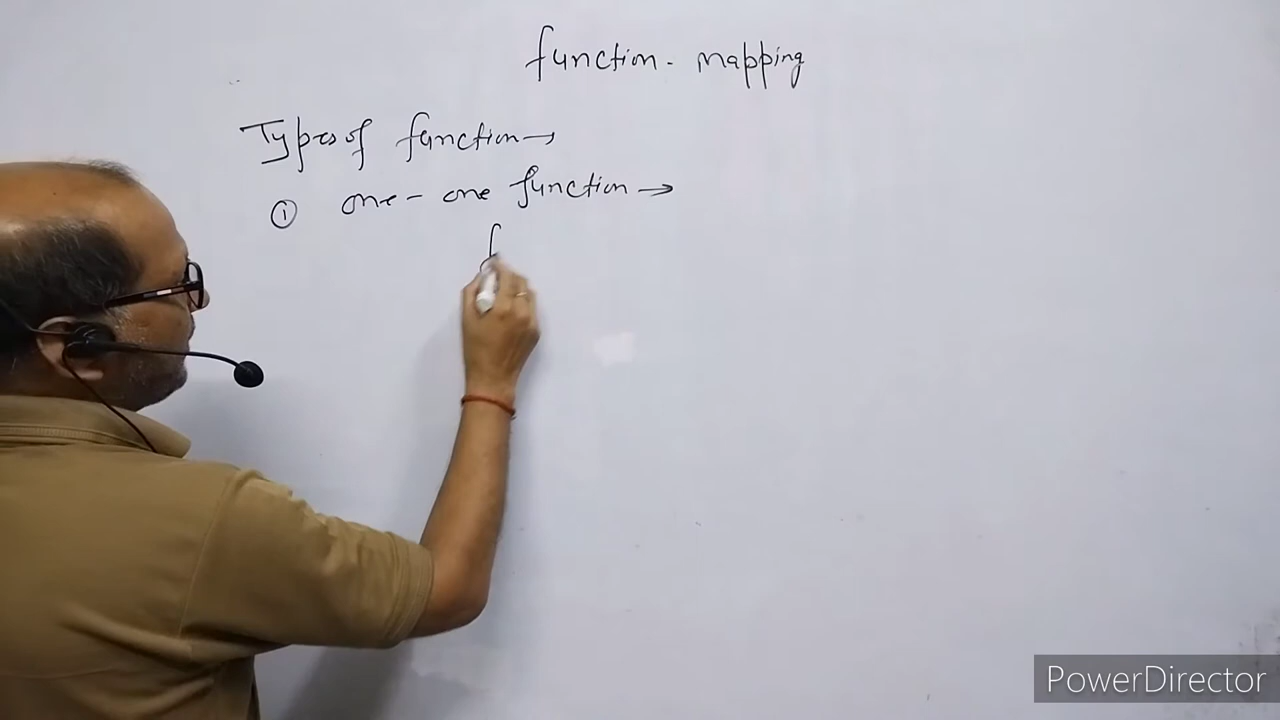 function - mapping
Types of function →
① one - one function →
f
PowerDirector